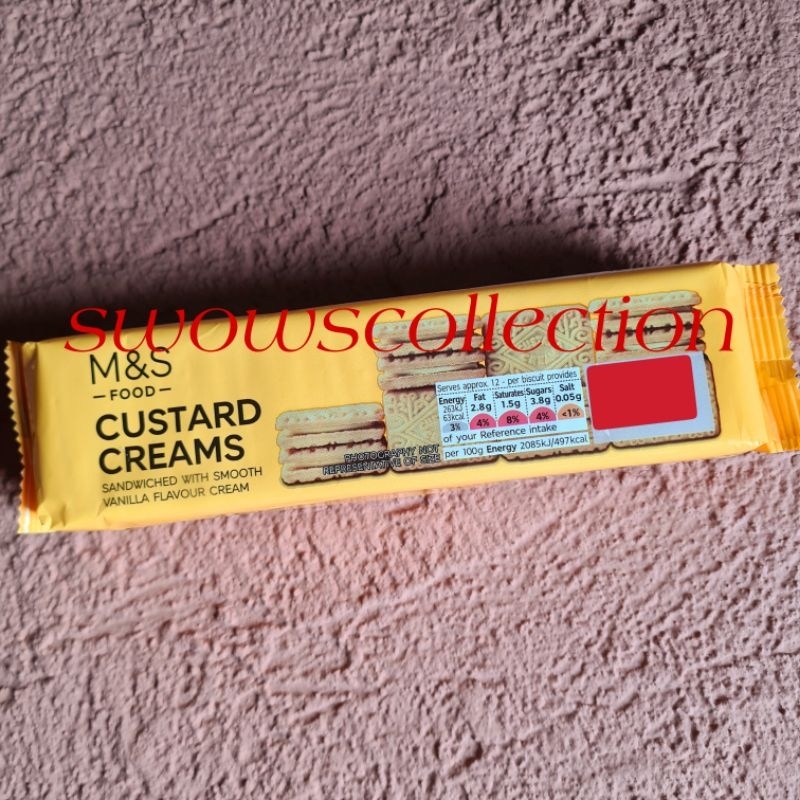 swowscollection
M&S
—FOOD—
CUSTARD
CREAMS
SANDWICHED WITH SMOOTH
VANILLA FLAVOUR CREAM
PHOTOGRAPHY NOT
REPRESENTATIVE OF SIZE
Serves approx. 12 - per biscuit provides
Energy Fat Saturates Sugars Salt
263kJ 2.8g 1.5g 3.8g 0.05g
63kcal
3% 4% 8% 4% <1%
of your Reference intake
per 100g Energy 2085kJ/497kcal